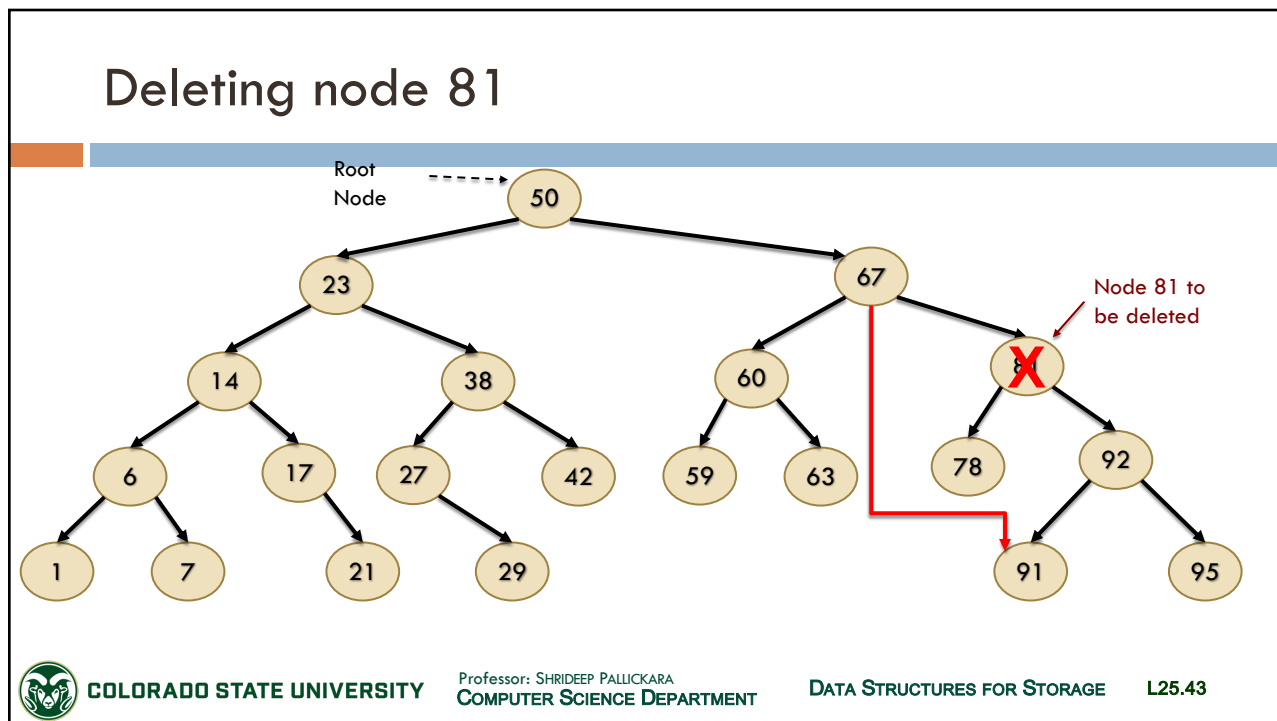 Deleting node 81
Root
Node
50
23
67
Node 81 to
be deleted
14
38
60
81
X
6
17
27
42
59
63
78
92
1
7
21
29
91
95
COLORADO STATE UNIVERSITY
Professor: SHRIDEEP PALLICKARA
COMPUTER SCIENCE DEPARTMENT
DATA STRUCTURES FOR STORAGE
L25.43